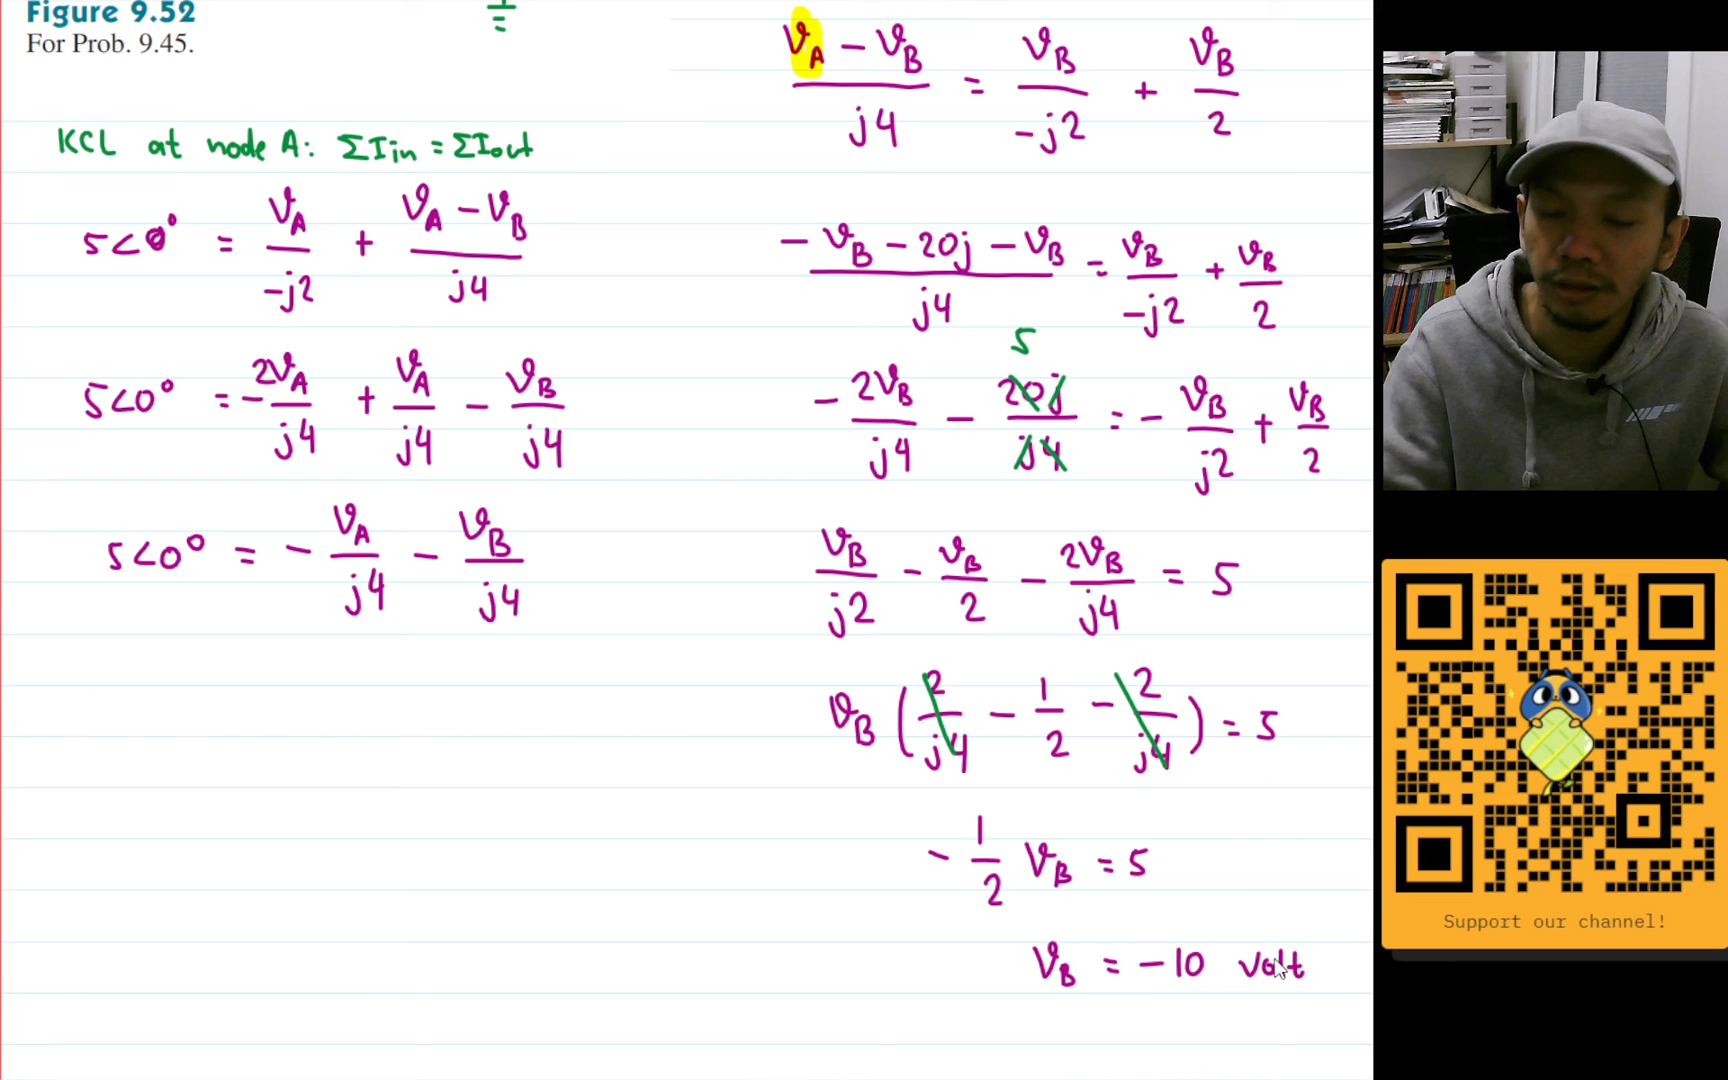 Figure 9.52
For Prob. 9.45.
KCL at node A: ΣIin = ΣIout
5<0° = VA/-j2 + (VA - VB)/j4
5<0° = -2VA/j4 + VA/j4 - VB/j4
5<0° = - VA/j4 - VB/j4
(VA - VB)/j4 = VB/-j2 + VB/2
(- VB - 20j - VB)/j4 = VB/-j2 + VB/2
5
- 2VB/j4 - 20j/j4 = - VB/j2 + VB/2
VB/j2 - VB/2 - 2VB/j4 = 5
VB (2/j4 - 1/2 - 2/j4) = 5
- 1/2 VB = 5
VB = -10 volt
Support our channel!